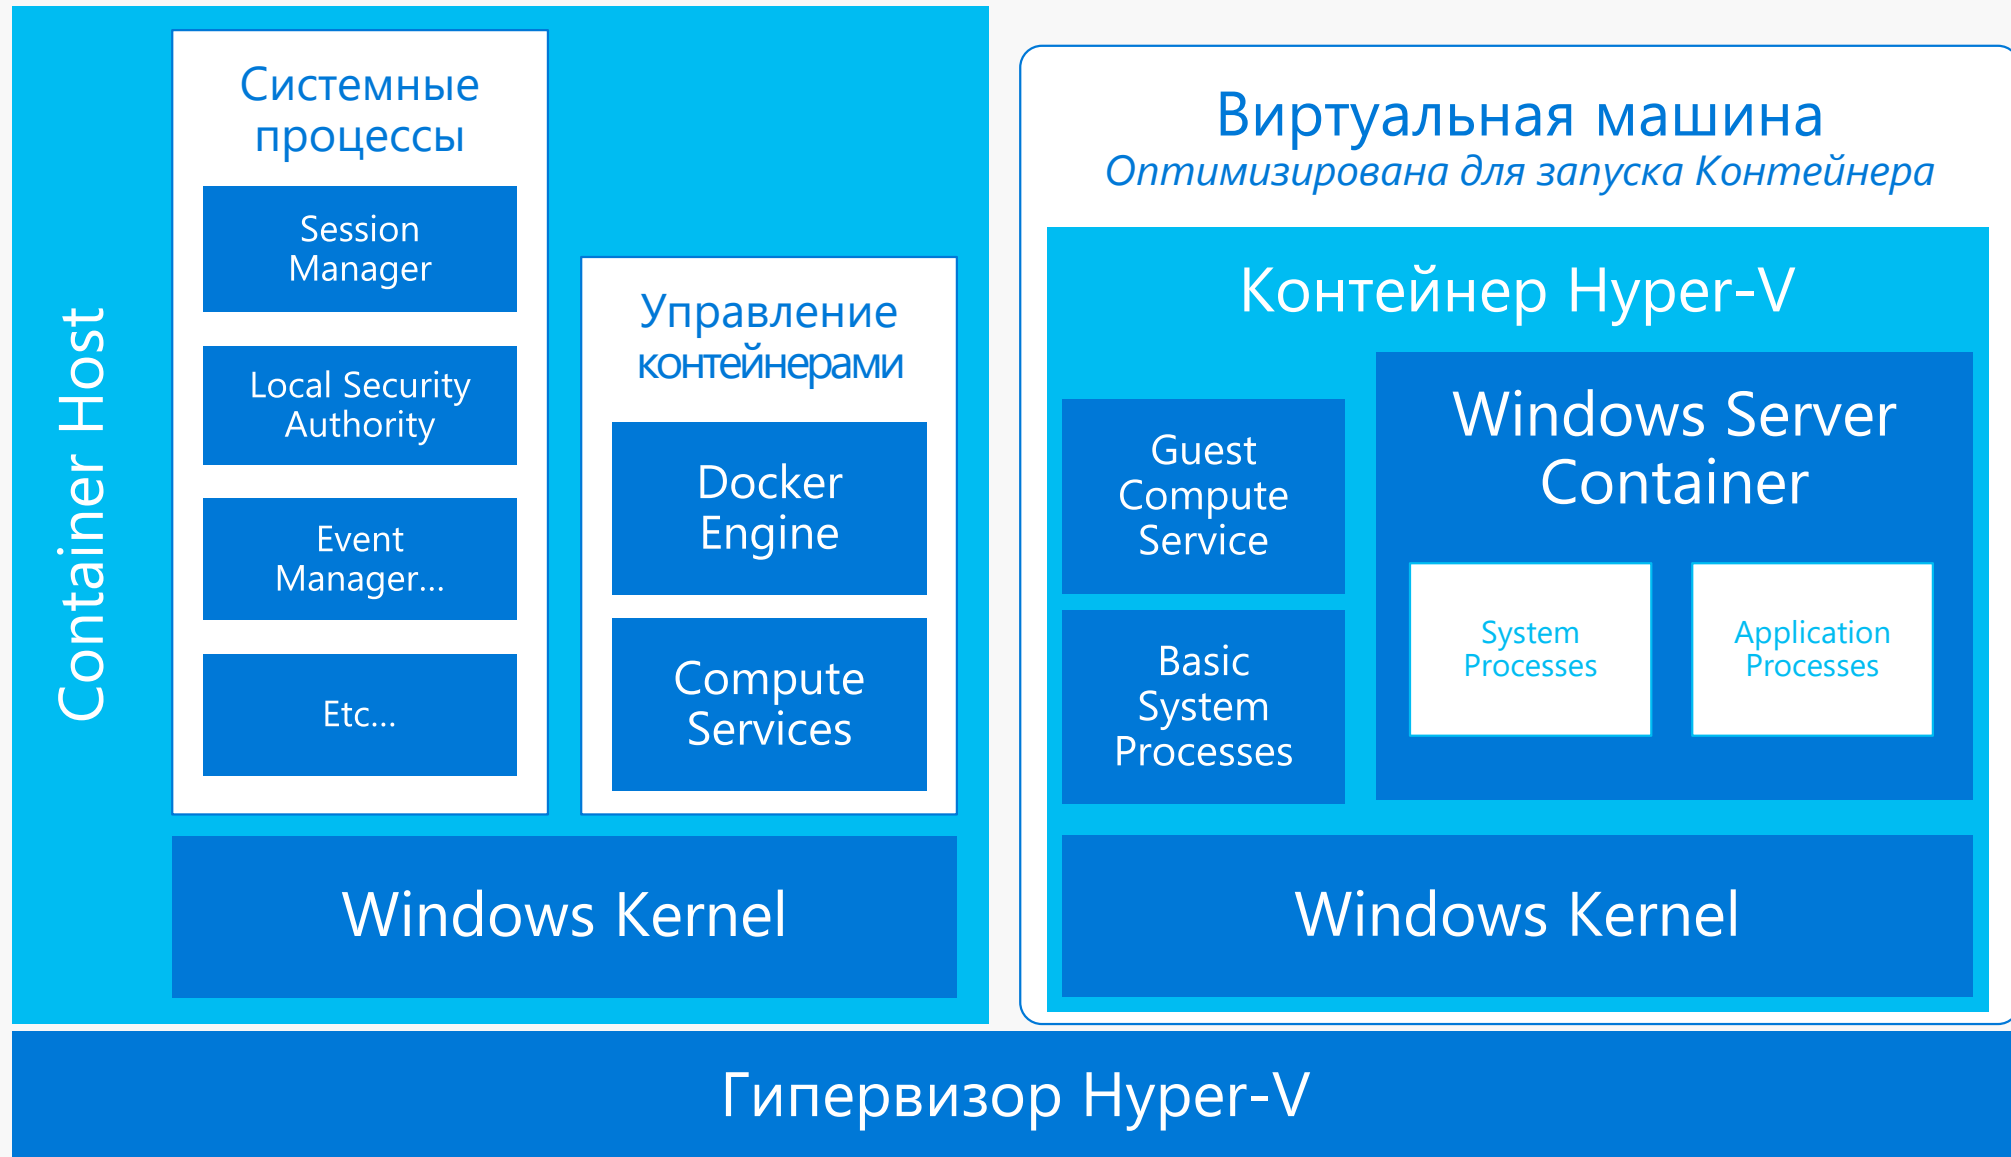 Container Host
Системные
процессы
Session
Manager
Local Security
Authority
Event
Manager...
Etc...
Управление
контейнерами
Docker
Engine
Compute
Services
Windows Kernel
Виртуальная машина
Оптимизирована для запуска Контейнера
Контейнер Hyper-V
Guest
Compute
Service
Basic
System
Processes
Windows Server
Container
System
Processes
Application
Processes
Windows Kernel
Гипервизор Hyper-V